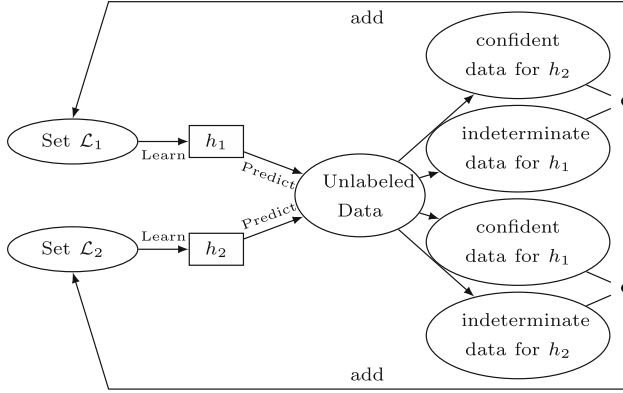 add
confident
data for h₂
Set ℒ₁
Learn
h₁
Predict
indeterminate
data for h₁
Unlabeled
Data
Set ℒ₂
Learn
h₂
Predict
confident
data for h₁
indeterminate
data for h₂
add